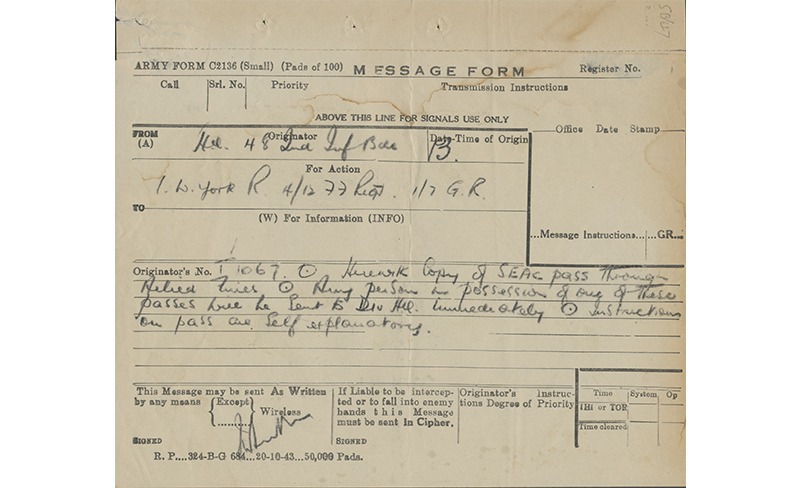 ARMY FORM C2136 (Small) (Pads of 100) MESSAGE FORM Register No.
Call Srl. No. Priority Transmission Instructions
ABOVE THIS LINE FOR SIGNALS USE ONLY
FROM (A) Originator Date-Time of Origin Office Date Stamp
Hd. 48 Ind Inf Bde 13.
For Action
1. W. York R. 4/12 FF Regt. 1/7 G.R.
TO
(W) For Information (INFO)
...Message Instructions... ...GR...
Originator's No. I 1067. ⊙ Herewith Copy of SEAC pass through
Allied lines ⊙ Any person in possession of one of these
passes will be sent to Div Hd. immediately ⊙ instructions
on pass are self explanatory.
This Message may be sent As Written
by any means {Except} Wireless
If Liable to be intercep-
ted or to fall into enemy
hands this Message
must be sent in Cipher.
Originator's Instruc-
tions Degree of Priority
Time System Op
THI or TOR
Time cleared
SIGNED SIGNED
R. P....324-B-G 684...20-10-43...50,000 Pads.